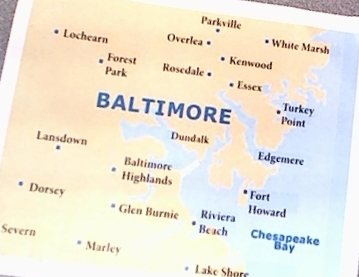 Parkville
Lochearn
Overlea
White Marsh
Forest
Park
Rosedale
Kenwood
Essex
BALTIMORE
Turkey
Point
Lansdown
Dundalk
Edgemere
Baltimore
Highlands
Dorsey
Fort
Howard
Glen Burnie
Riviera
Beach
Chesapeake
Bay
Severn
Marley
Lake Shore